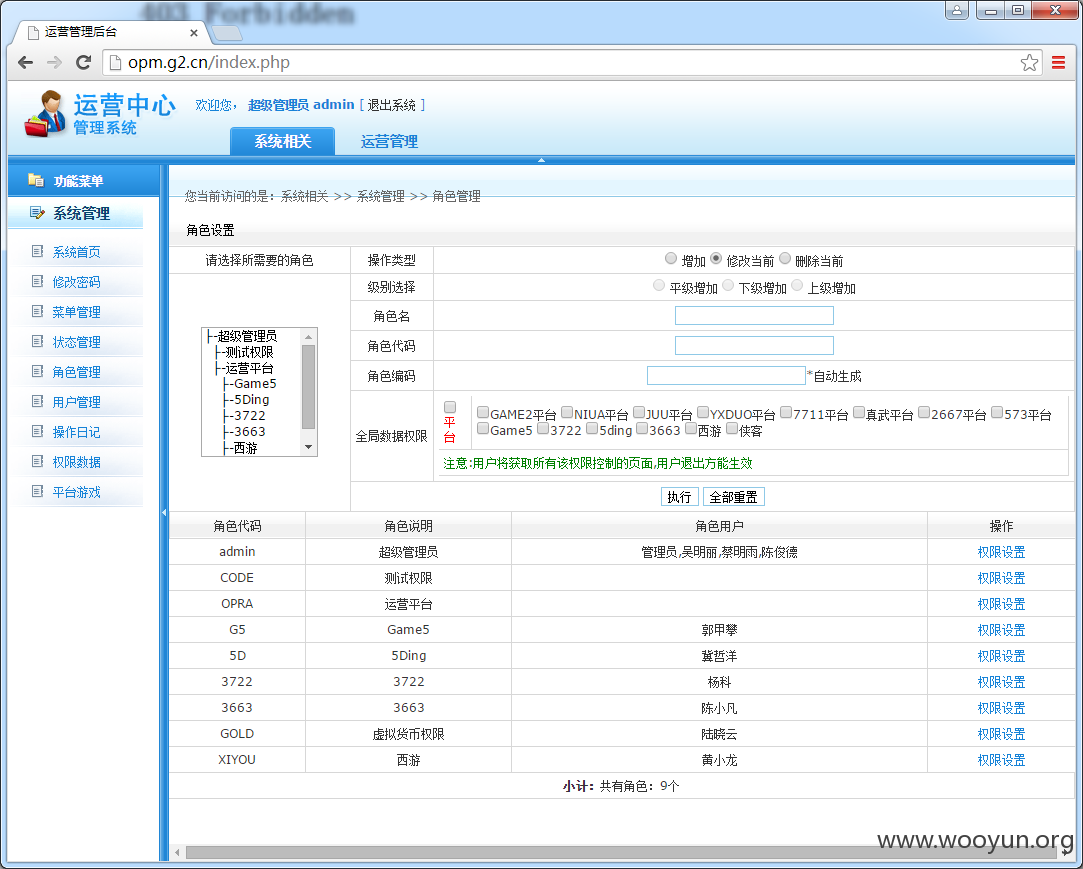 403 Forbidden
运营管理后台
opm.g2.cn/index.php
运营中心
管理系统
欢迎您， 超级管理员 admin [ 退出系统 ]
系统相关 运营管理
功能菜单
系统管理
系统首页
修改密码
菜单管理
状态管理
角色管理
用户管理
操作日记
权限数据
平台游戏
您当前访问的是：系统相关 >> 系统管理 >> 角色管理
角色设置
请选择所需要的角色
├-超级管理员
├-测试权限
├-运营平台
├-Game5
├-5Ding
├-3722
├-3663
├-西游
操作类型 增加 修改当前 删除当前
级别选择 平级增加 下级增加 上级增加
角色名
角色代码
角色编码 *自动生成
全局数据权限 平台 GAME2平台 NIUA平台 JUU平台 YXDUO平台 7711平台 真武平台 2667平台 573平台
Game5 3722 5ding 3663 西游 侠客
注意:用户将获取所有该权限控制的页面,用户退出方能生效
执行 全部重置
角色代码 角色说明 角色用户 操作
admin 超级管理员 管理员,吴明丽,蔡明雨,陈俊德 权限设置
CODE 测试权限 权限设置
OPRA 运营平台 权限设置
G5 Game5 郭甲攀 权限设置
5D 5Ding 冀哲洋 权限设置
3722 3722 杨科 权限设置
3663 3663 陈小凡 权限设置
GOLD 虚拟货币权限 陆晓云 权限设置
XIYOU 西游 黄小龙 权限设置
小计：共有角色：9个
www.wooyun.org